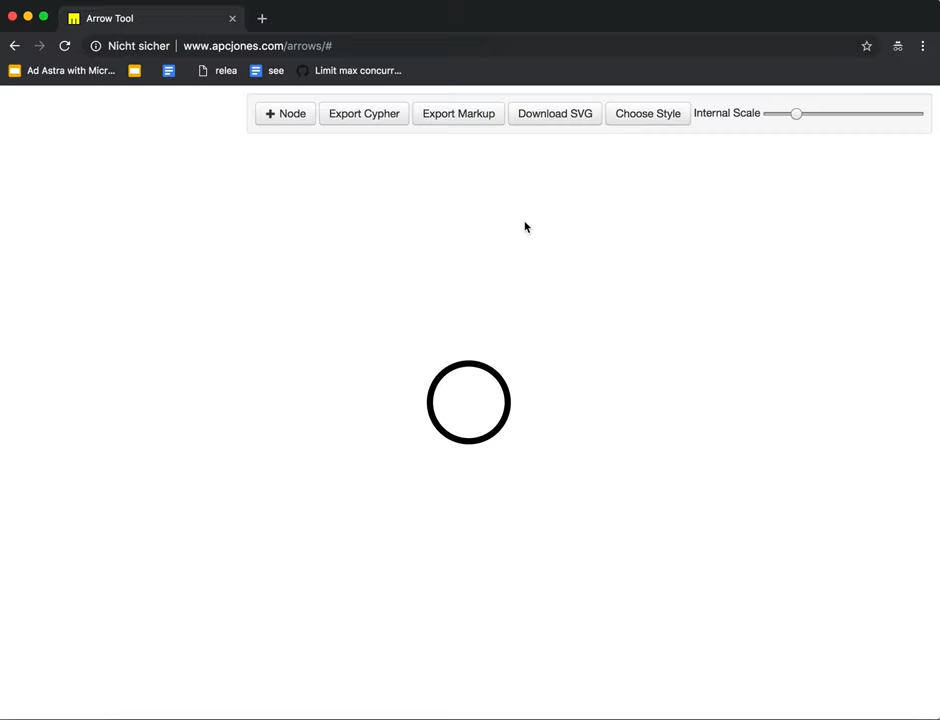 Arrow Tool
Nicht sicher www.apcjones.com/arrows/#
Ad Astra with Micr... relea see Limit max concurr...
Node Export Cypher Export Markup Download SVG Choose Style Internal Scale